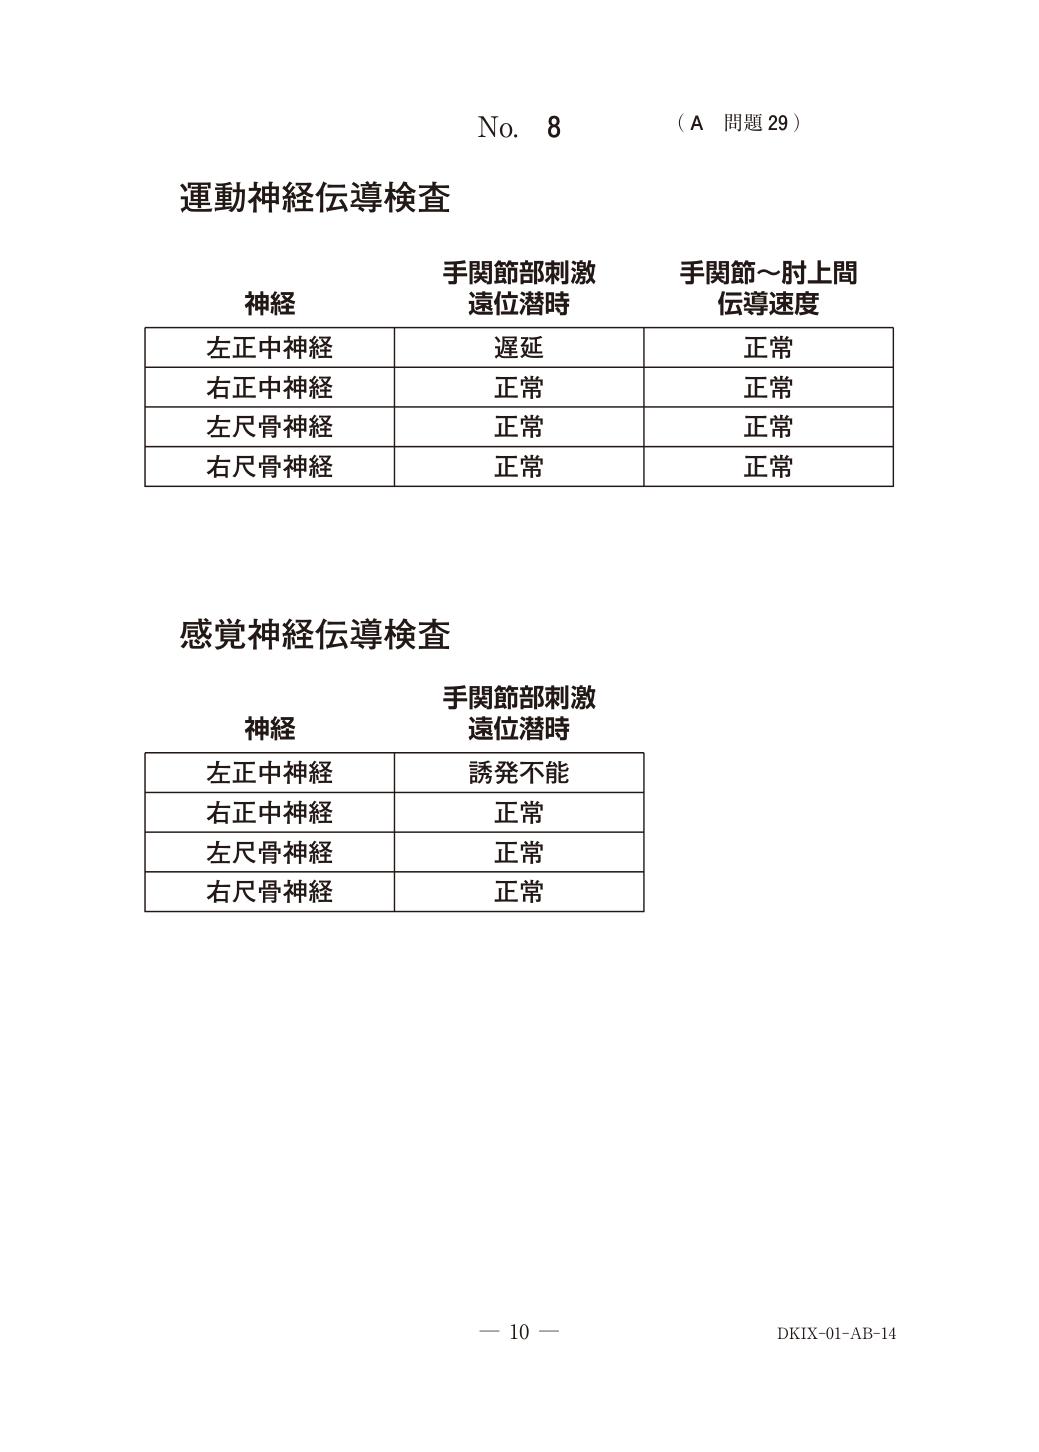 No. 8 （A 問題29）
運動神経伝導検査
神経 手関節部刺激遠位潜時 手関節～肘上間伝導速度
左正中神経 遅延 正常
右正中神経 正常 正常
左尺骨神経 正常 正常
右尺骨神経 正常 正常
感覚神経伝導検査
神経 手関節部刺激遠位潜時
左正中神経 誘発不能
右正中神経 正常
左尺骨神経 正常
右尺骨神経 正常
— 10 — DKIX-01-AB-14